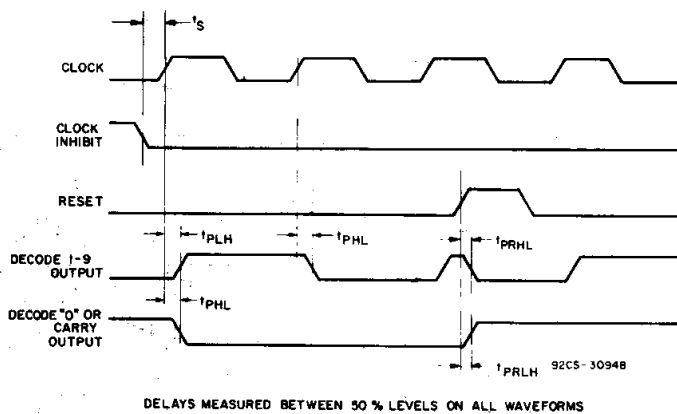 tS
CLOCK
CLOCK
INHIBIT
RESET
tPLH
tPHL
tPRHL
DECODE 1-9
OUTPUT
tPHL
DECODE "0" OR
CARRY
OUTPUT
tPRLH
92CS-30948
DELAYS MEASURED BETWEEN 50 % LEVELS ON ALL WAVEFORMS